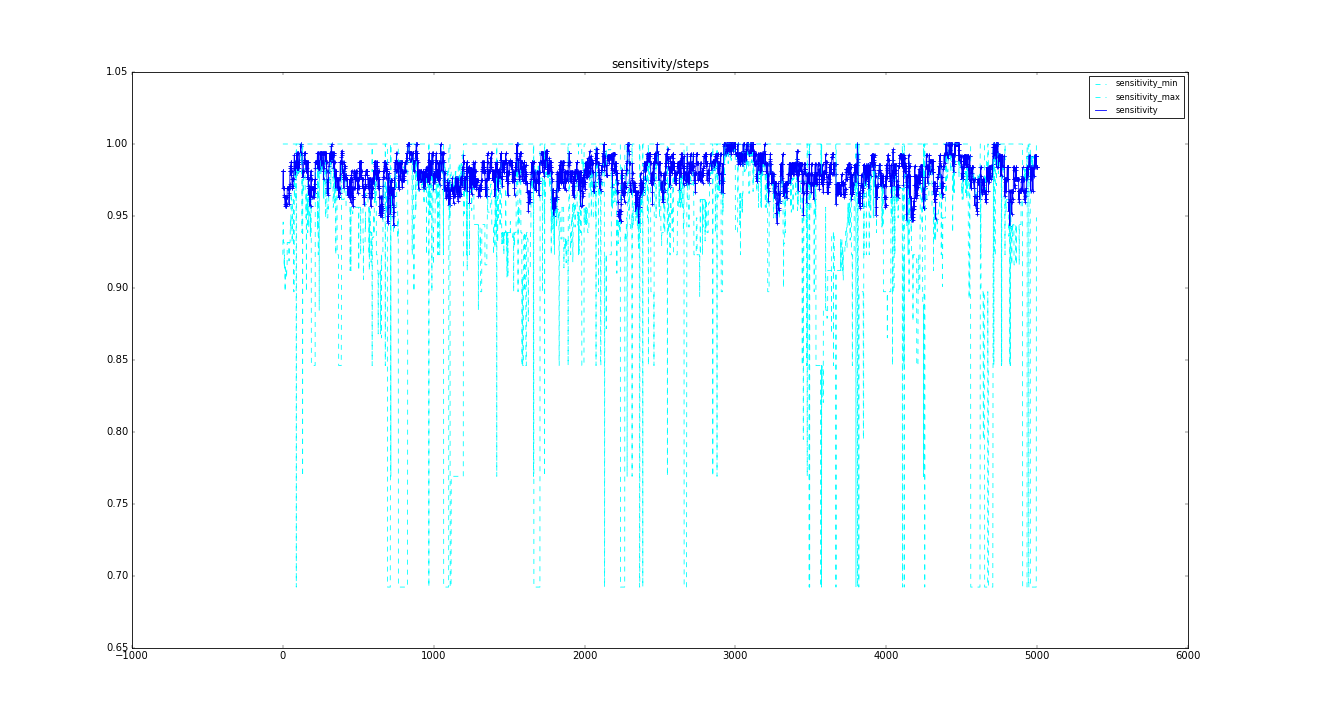 sensitivity/steps
1.05
sensitivity_min
sensitivity_max
sensitivity
1.00
0.95
0.90
0.85
0.80
0.75
0.70
0.65
−1000 0 1000 2000 3000 4000 5000 6000